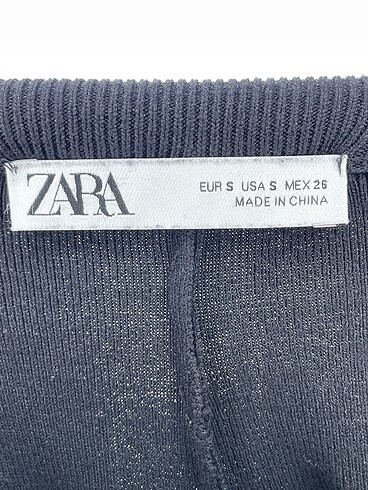 ZARA
EUR S USA S MEX 26
MADE IN CHINA